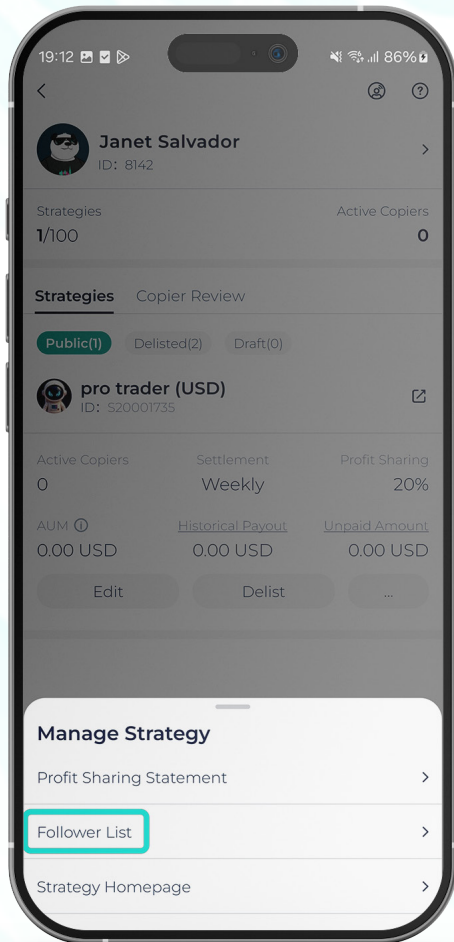 19:12 86%
Janet Salvador
ID: 8142
Strategies Active Copiers
1/100 0
Strategies Copier Review
Public(1) Delisted(2) Draft(0)
pro trader (USD)
ID: S20001735
Active Copiers Settlement Profit Sharing
0 Weekly 20%
AUM Historical Payout Unpaid Amount
0.00 USD 0.00 USD 0.00 USD
Edit Delist ...
Manage Strategy
Profit Sharing Statement
Follower List
Strategy Homepage